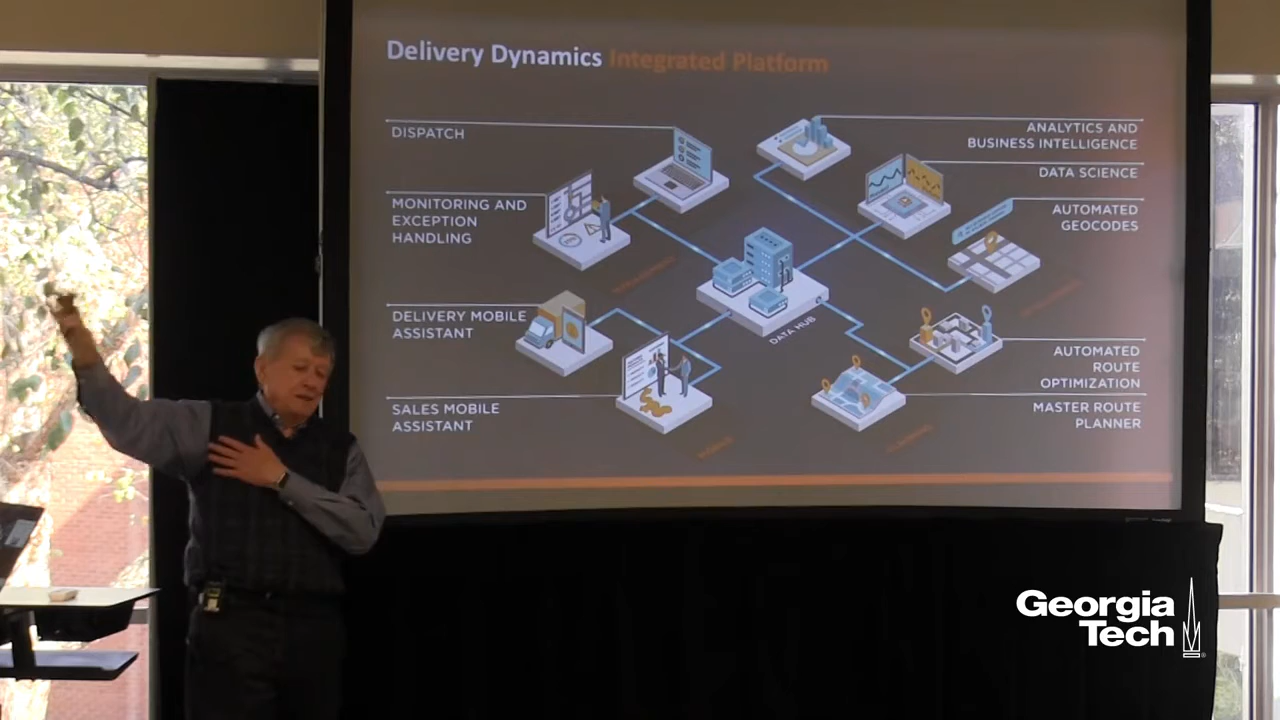 Delivery Dynamics Integrated Platform
DISPATCH
MONITORING AND
EXCEPTION
HANDLING
DELIVERY MOBILE
ASSISTANT
SALES MOBILE
ASSISTANT
DATA HUB
ANALYTICS AND
BUSINESS INTELLIGENCE
DATA SCIENCE
AUTOMATED
GEOCODES
AUTOMATED
ROUTE
OPTIMIZATION
MASTER ROUTE
PLANNER
Georgia
Tech